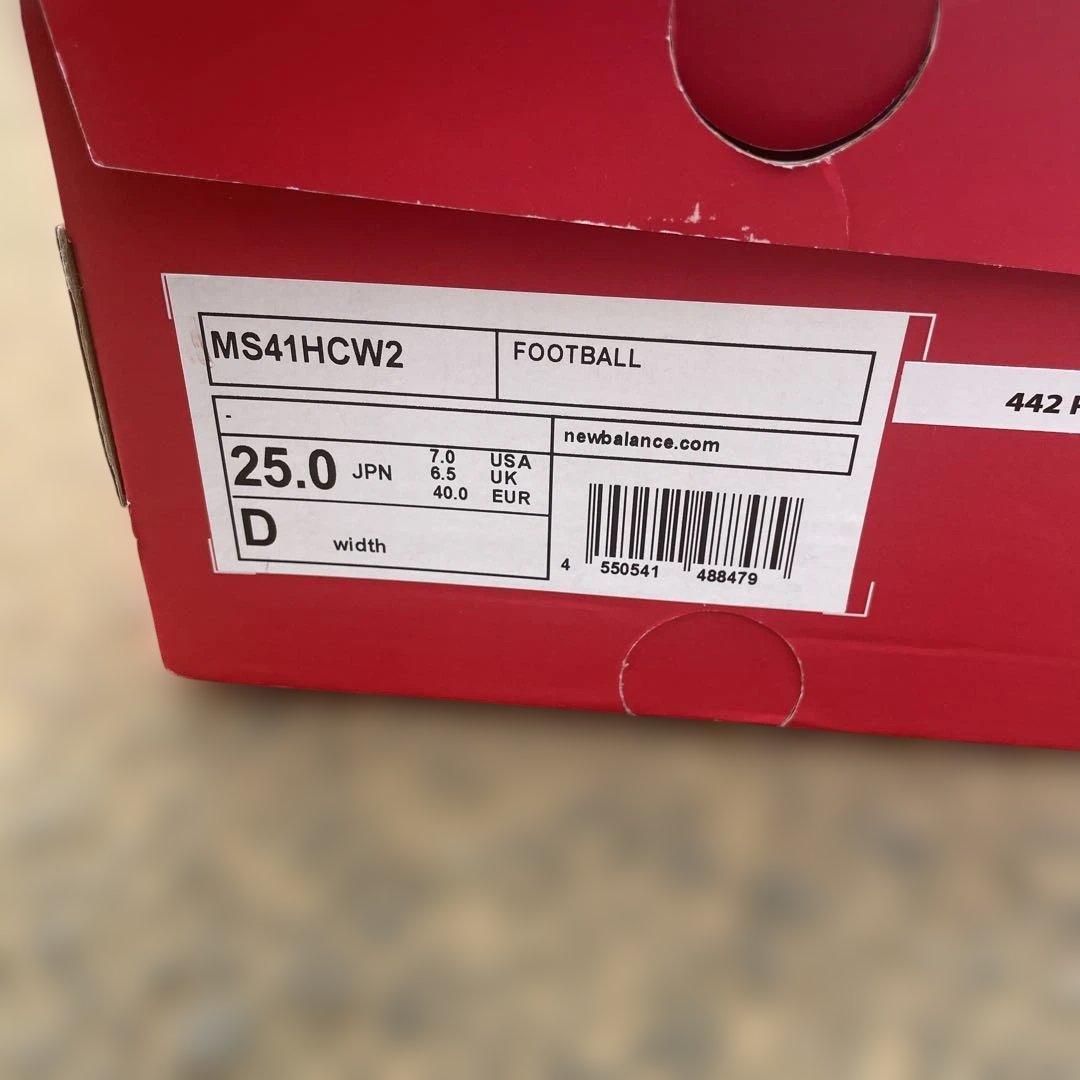 MS41HCW2
FOOTBALL
-
newbalance.com
25.0 JPN
7.0 USA
6.5 UK
40.0 EUR
D width
4 550541 488479
442